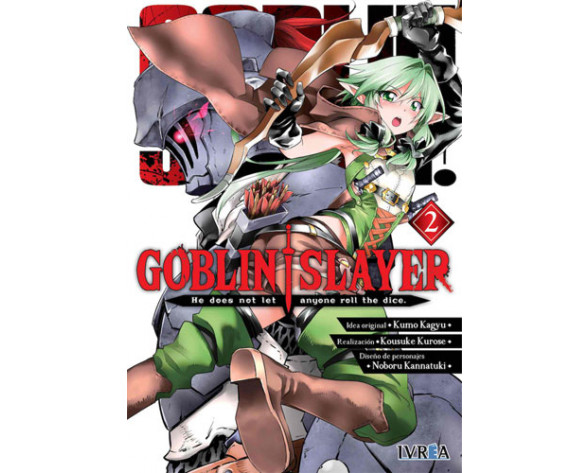 GOBLIN
2
GOBLIN SLAYER
He does not let anyone roll the dice.
Idea original • Kumo Kagyu •
Realización • Kousuke Kurose •
Diseño de personajes
• Noboru Kannatuki •
IVREA